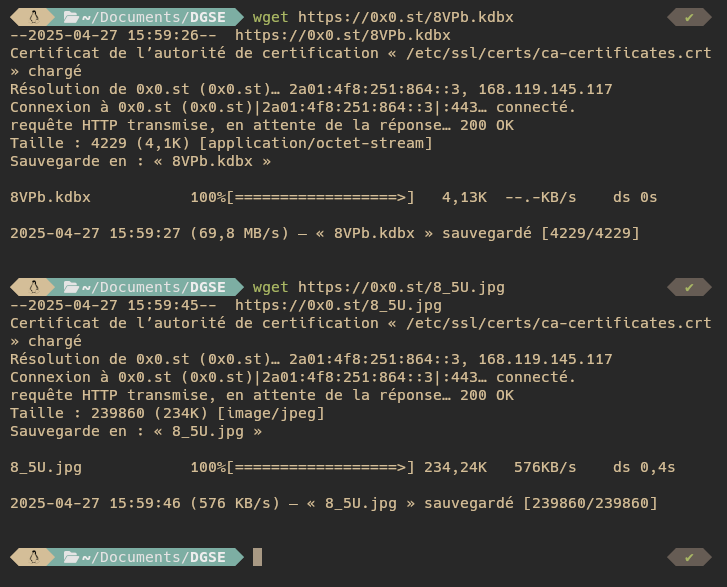 ~/Documents/DGSE wget https://0x0.st/8VPb.kdbx ✔
--2025-04-27 15:59:26--  https://0x0.st/8VPb.kdbx
Certificat de l’autorité de certification « /etc/ssl/certs/ca-certificates.crt
» chargé
Résolution de 0x0.st (0x0.st)… 2a01:4f8:251:864::3, 168.119.145.117
Connexion à 0x0.st (0x0.st)|2a01:4f8:251:864::3|:443… connecté.
requête HTTP transmise, en attente de la réponse… 200 OK
Taille : 4229 (4,1K) [application/octet-stream]
Sauvegarde en : « 8VPb.kdbx »
8VPb.kdbx           100%[==================>]   4,13K  --.-KB/s    ds 0s
2025-04-27 15:59:27 (69,8 MB/s) — « 8VPb.kdbx » sauvegardé [4229/4229]
~/Documents/DGSE wget https://0x0.st/8_5U.jpg ✔
--2025-04-27 15:59:45--  https://0x0.st/8_5U.jpg
Certificat de l’autorité de certification « /etc/ssl/certs/ca-certificates.crt
» chargé
Résolution de 0x0.st (0x0.st)… 2a01:4f8:251:864::3, 168.119.145.117
Connexion à 0x0.st (0x0.st)|2a01:4f8:251:864::3|:443… connecté.
requête HTTP transmise, en attente de la réponse… 200 OK
Taille : 239860 (234K) [image/jpeg]
Sauvegarde en : « 8_5U.jpg »
8_5U.jpg            100%[==================>] 234,24K   576KB/s    ds 0,4s
2025-04-27 15:59:46 (576 KB/s) — « 8_5U.jpg » sauvegardé [239860/239860]
~/Documents/DGSE ✔